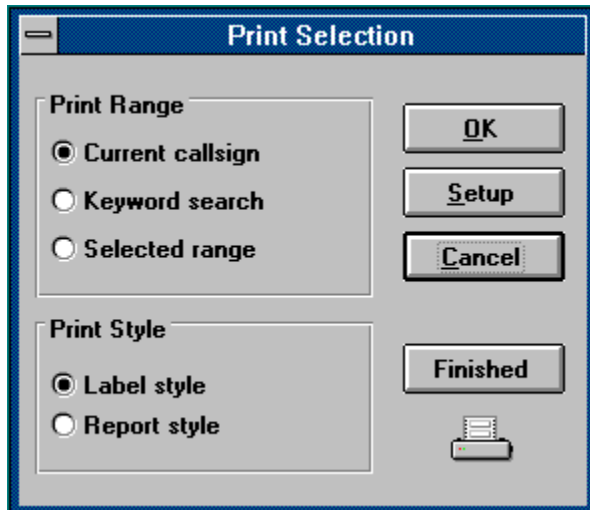 Print Selection
Print Range
Current callsign
Keyword search
Selected range
OK
Setup
Cancel
Print Style
Label style
Report style
Finished